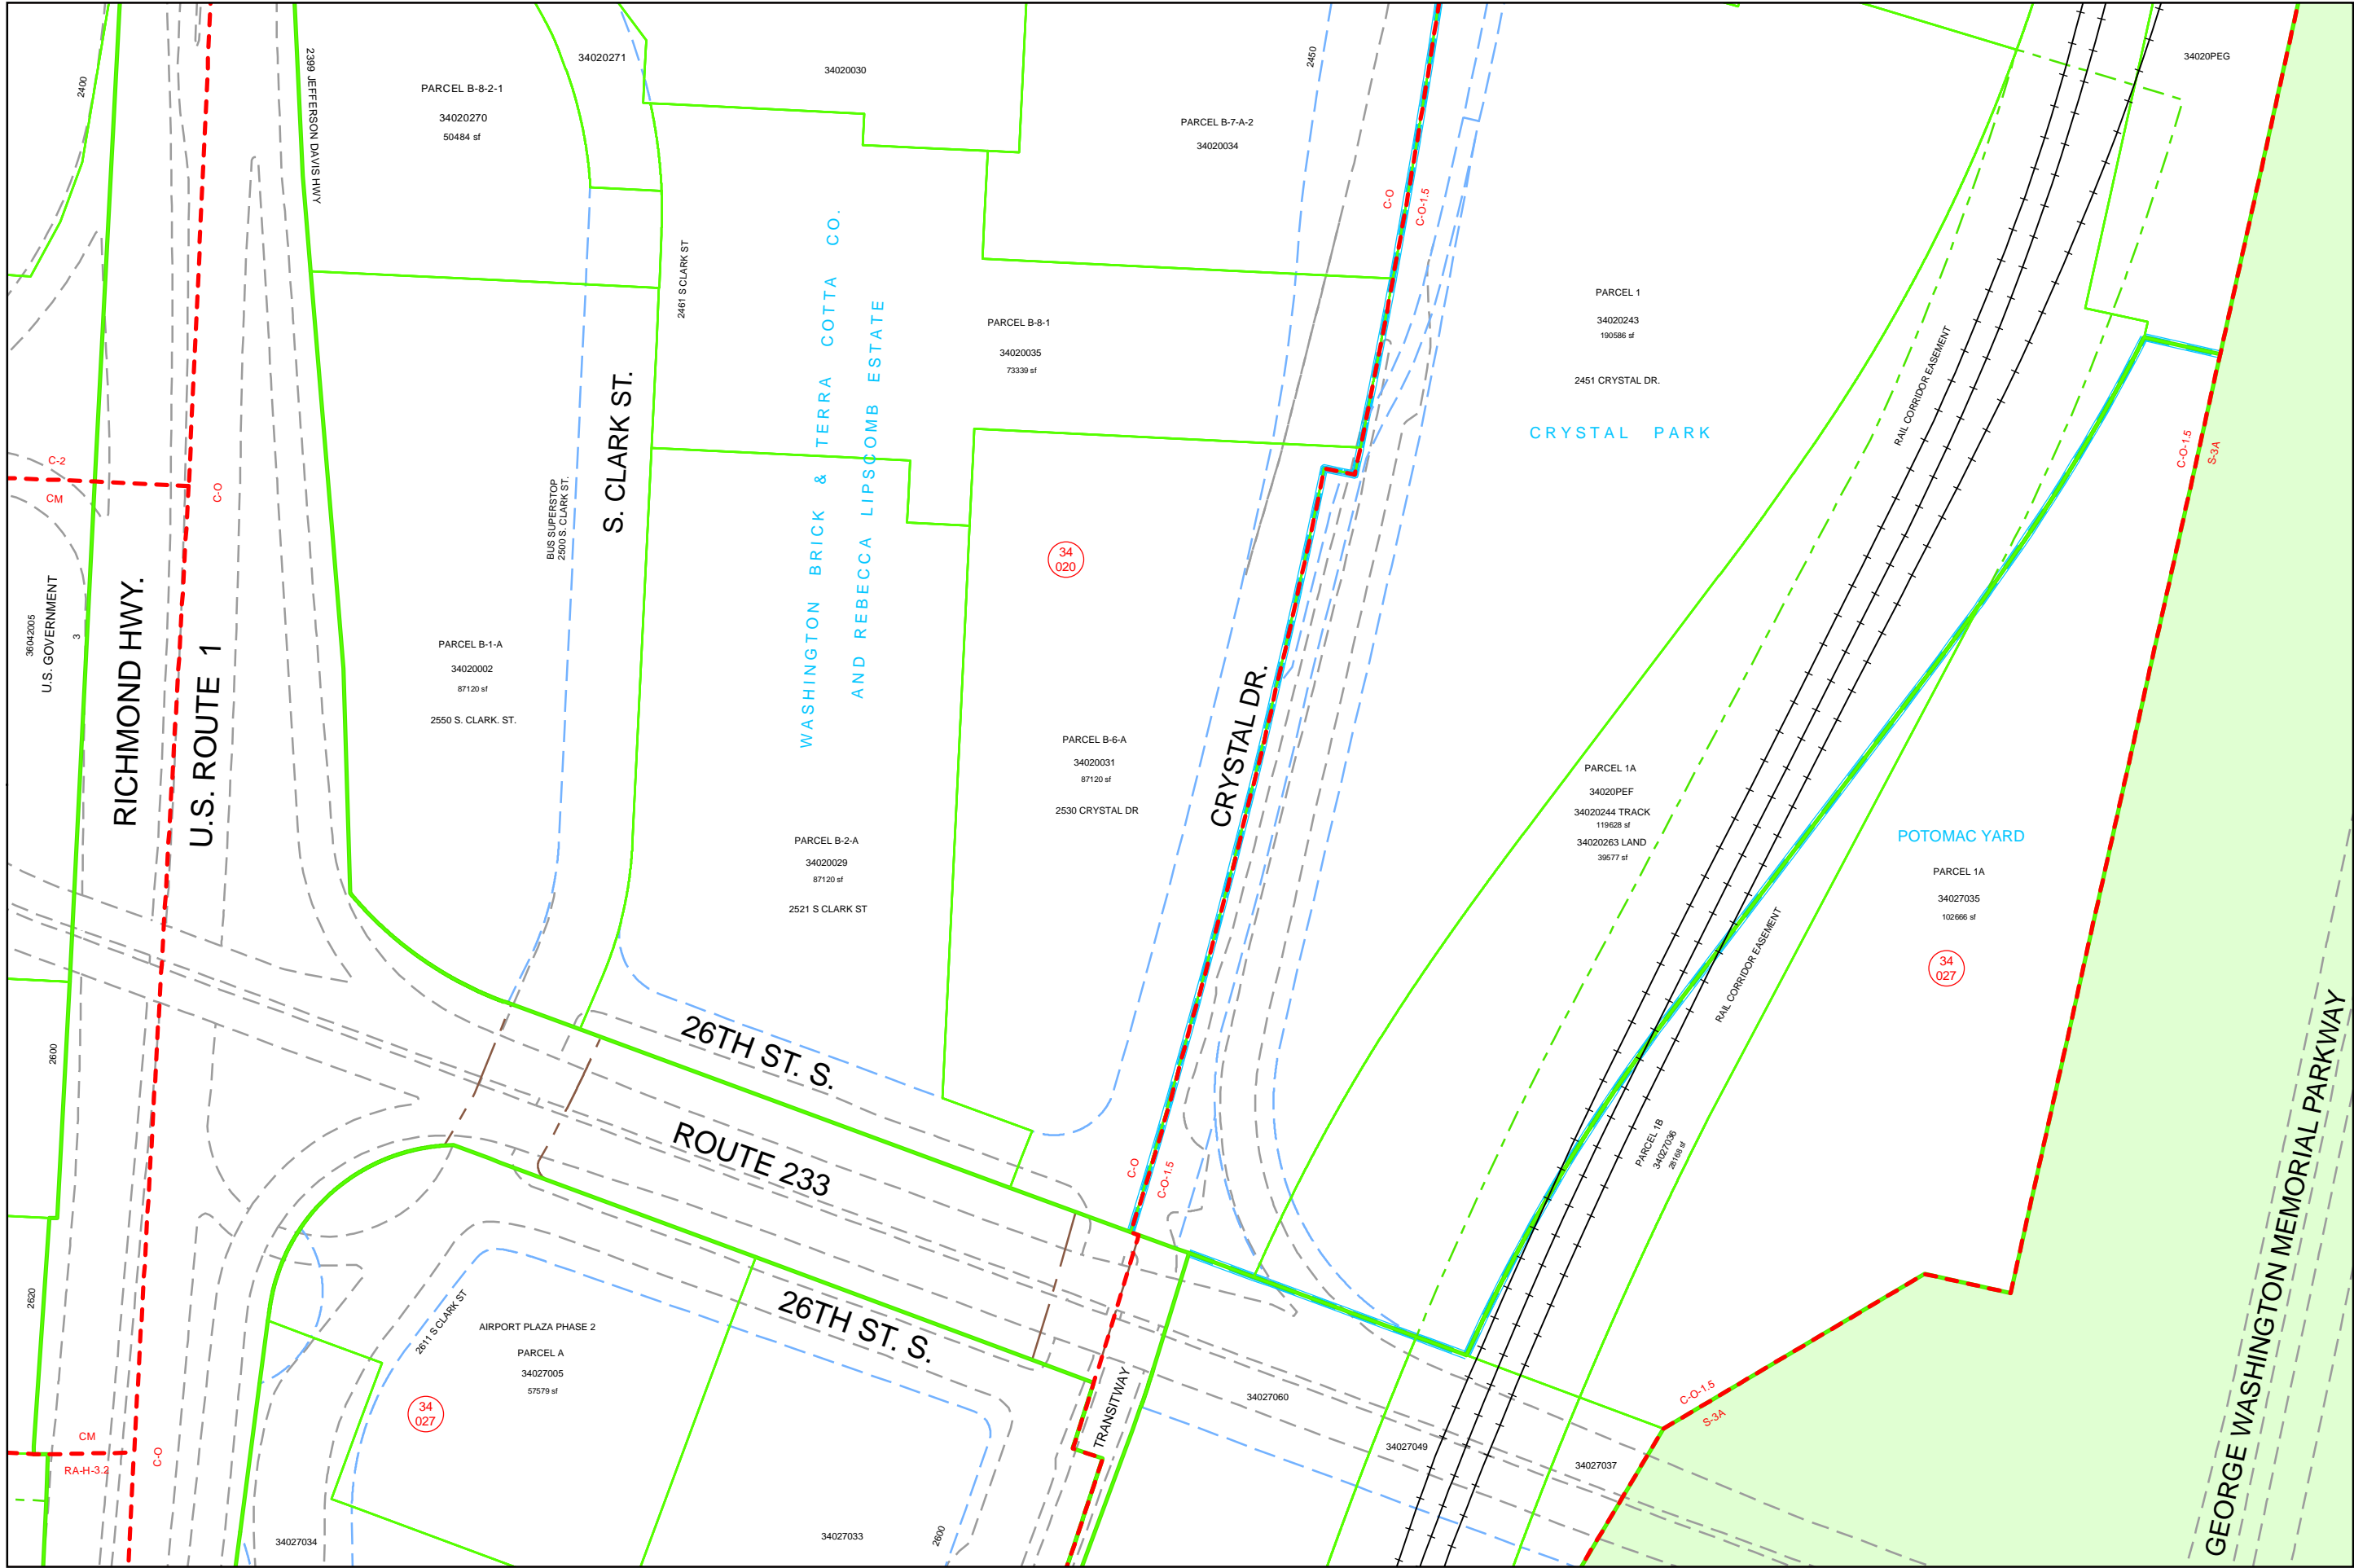 2400
2399 JEFFERSON DAVIS HWY
PARCEL B-8-2-1
34020270
50484 sf
34020271
34020030
2450
PARCEL B-7-A-2
34020034
C-O
C-O-1.5
34020PEG
2461 S CLARK ST
S. CLARK ST.
BUS SUPERSTOP
2500 S. CLARK ST.
WASHINGTON BRICK & TERRA COTTA CO.
AND REBECCA LIPSCOMB ESTATE
PARCEL B-8-1
34020035
73339 sf
PARCEL 1
34020243
190586 sf
2451 CRYSTAL DR.
CRYSTAL PARK
RAIL CORRIDOR EASEMENT
C-O-1.5
S-3A
C-2
CM
C-O
34
020
36042005
U.S. GOVERNMENT
3
RICHMOND HWY.
U.S. ROUTE 1
PARCEL B-1-A
34020002
87120 sf
2550 S. CLARK. ST.
PARCEL B-6-A
34020031
87120 sf
2530 CRYSTAL DR
CRYSTAL DR.
PARCEL B-2-A
34020029
87120 sf
2521 S CLARK ST
PARCEL 1A
34020PEF
34020244 TRACK
119628 sf
34020263 LAND
39577 sf
POTOMAC YARD
PARCEL 1A
34027035
102666 sf
34
027
RAIL CORRIDOR EASEMENT
PARCEL 1B
34027036
28168 sf
GEORGE WASHINGTON MEMORIAL PARKWAY
2600
26TH ST. S.
ROUTE 233
C-O
C-O-1.5
2620
26TH ST. S.
2611 S CLARK ST
AIRPORT PLAZA PHASE 2
PARCEL A
34027005
57579 sf
34
027
TRANSITWAY
34027060
34027049
34027037
C-O-1.5
S-3A
CM
RA-H-3.2
C-O
34027034
34027033
2600